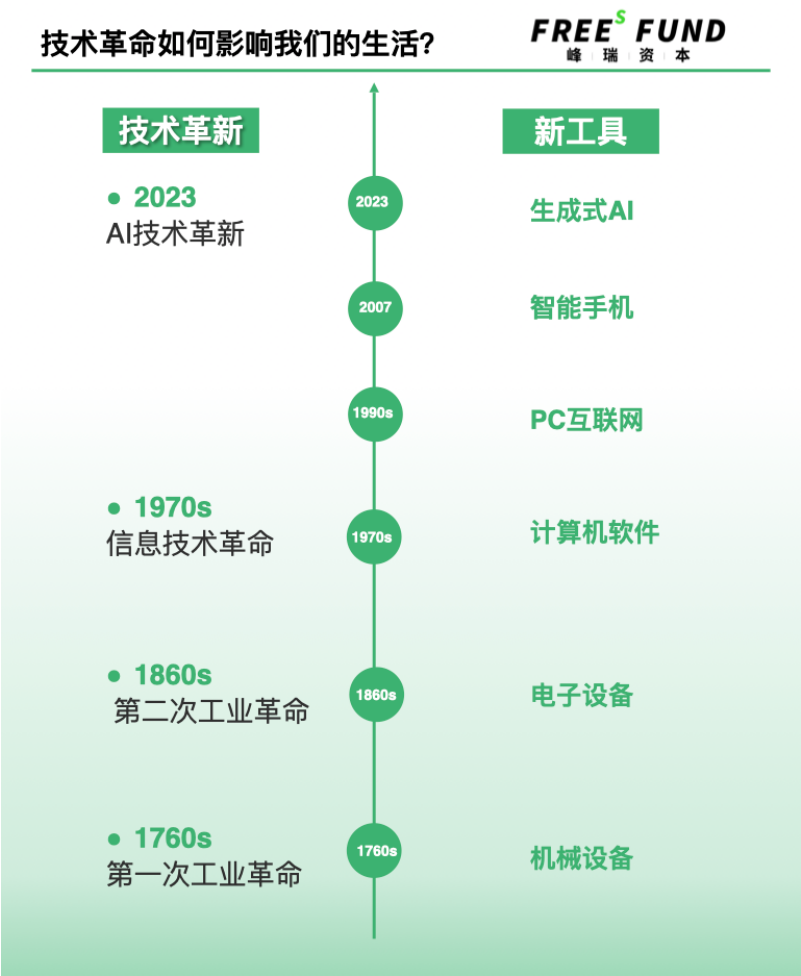 技术革命如何影响我们的生活?
FREES FUND
峰瑞资本
技术革新
新工具
• 2023
AI技术革新
2023
生成式AI
2007
智能手机
1990s
PC互联网
• 1970s
信息技术革命
1970s
计算机软件
• 1860s
第二次工业革命
1860s
电子设备
• 1760s
第一次工业革命
1760s
机械设备